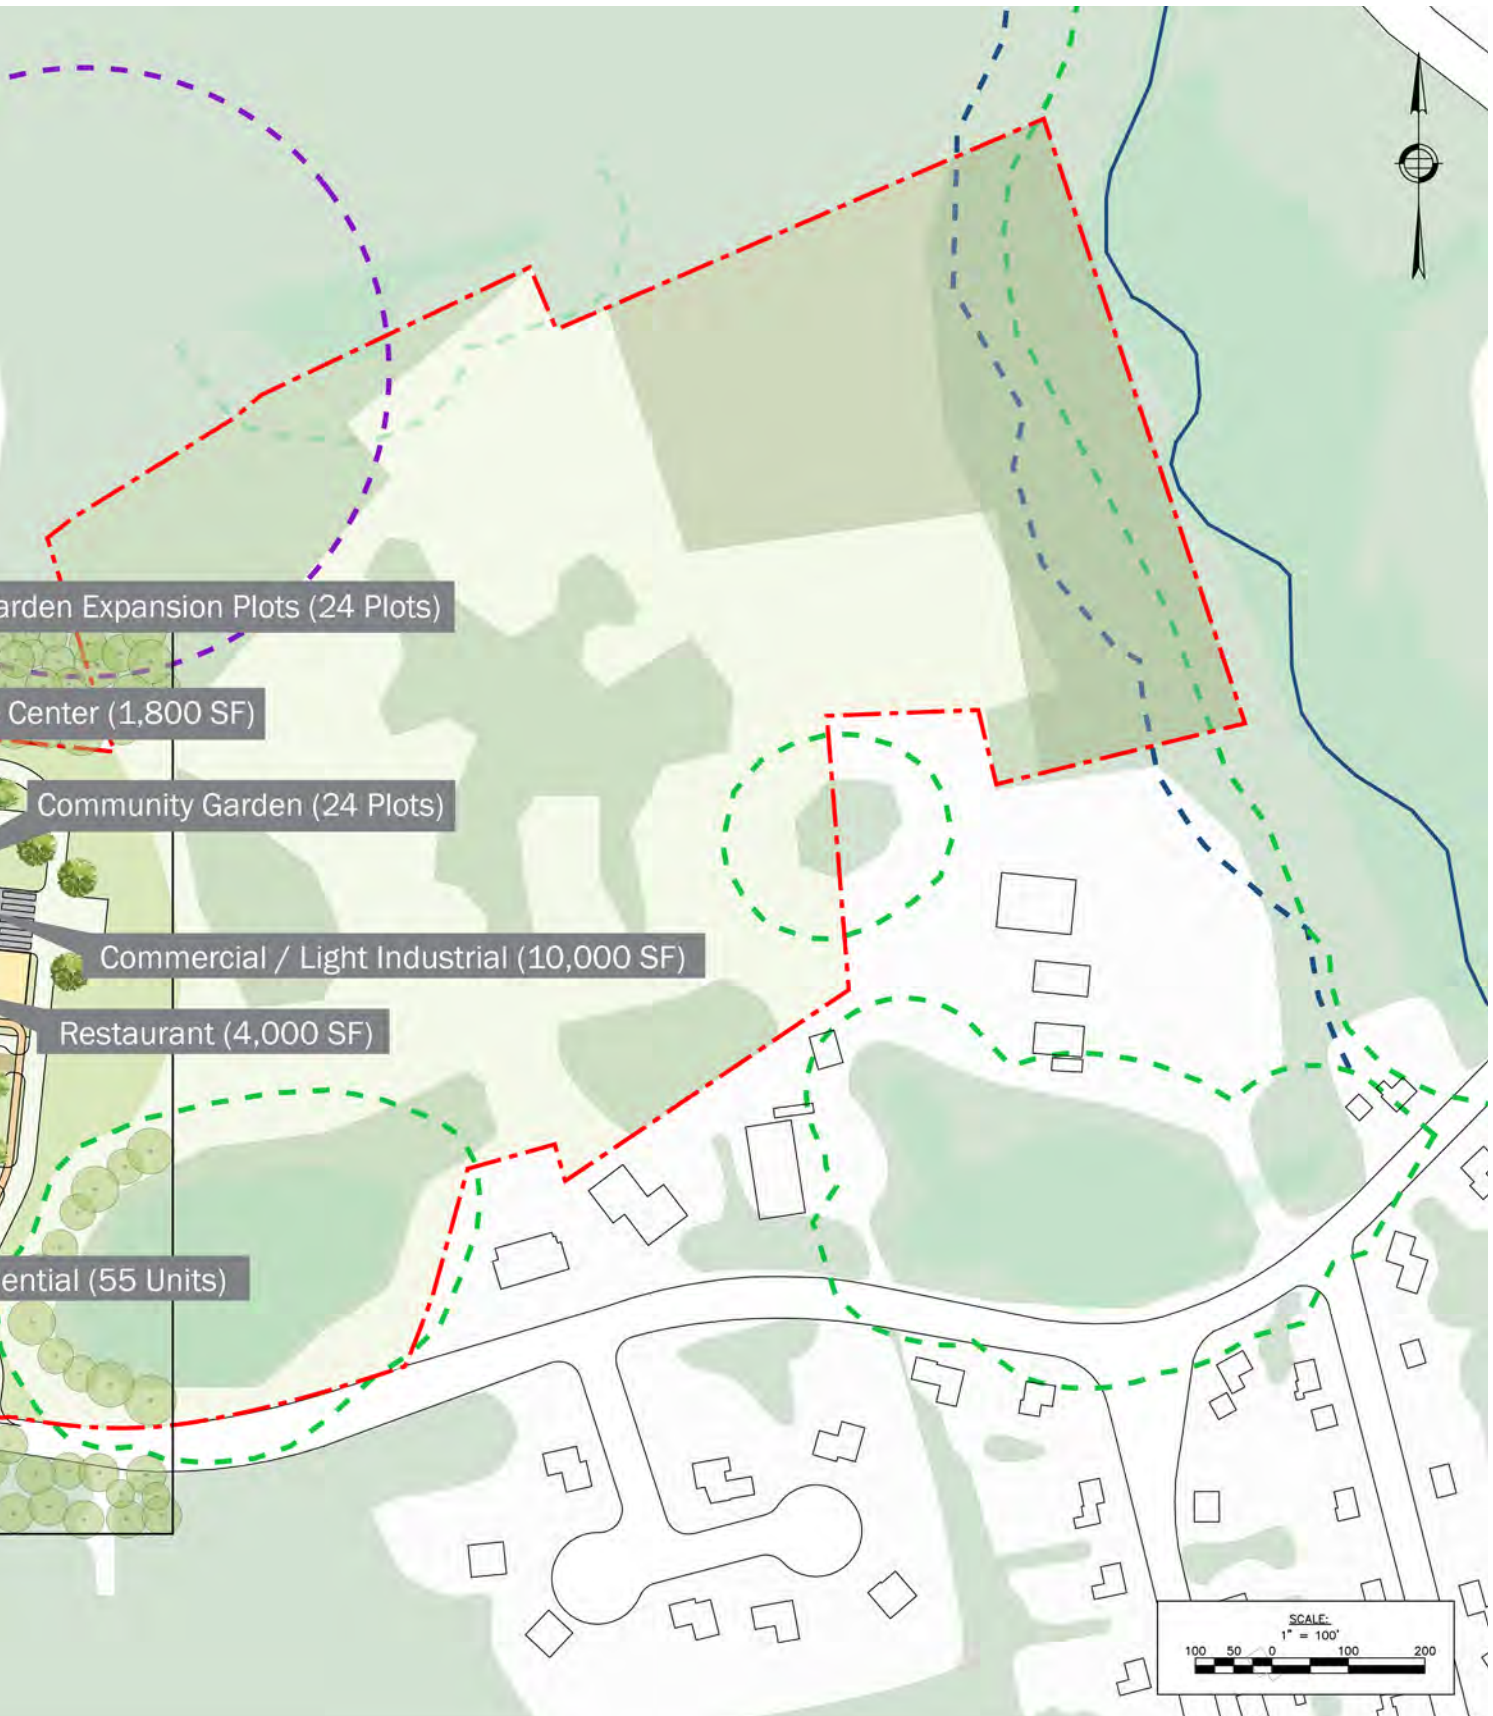 arden Expansion Plots (24 Plots)
Center (1,800 SF)
Community Garden (24 Plots)
Commercial / Light Industrial (10,000 SF)
Restaurant (4,000 SF)
ential (55 Units)
SCALE:
1" = 100'
100 50 0 100 200